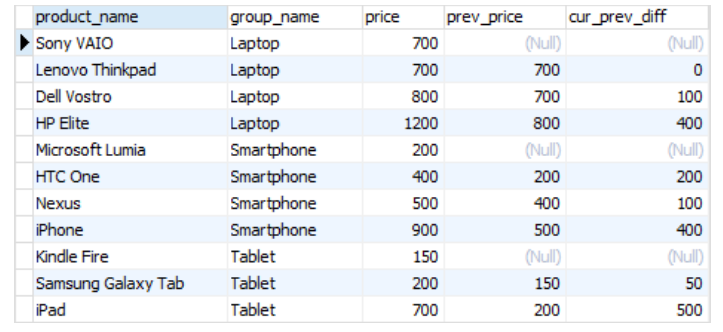 product_name group_name price prev_price cur_prev_diff
Sony VAIO Laptop 700 (Null) (Null)
Lenovo Thinkpad Laptop 700 700 0
Dell Vostro Laptop 800 700 100
HP Elite Laptop 1200 800 400
Microsoft Lumia Smartphone 200 (Null) (Null)
HTC One Smartphone 400 200 200
Nexus Smartphone 500 400 100
iPhone Smartphone 900 500 400
Kindle Fire Tablet 150 (Null) (Null)
Samsung Galaxy Tab Tablet 200 150 50
iPad Tablet 700 200 500